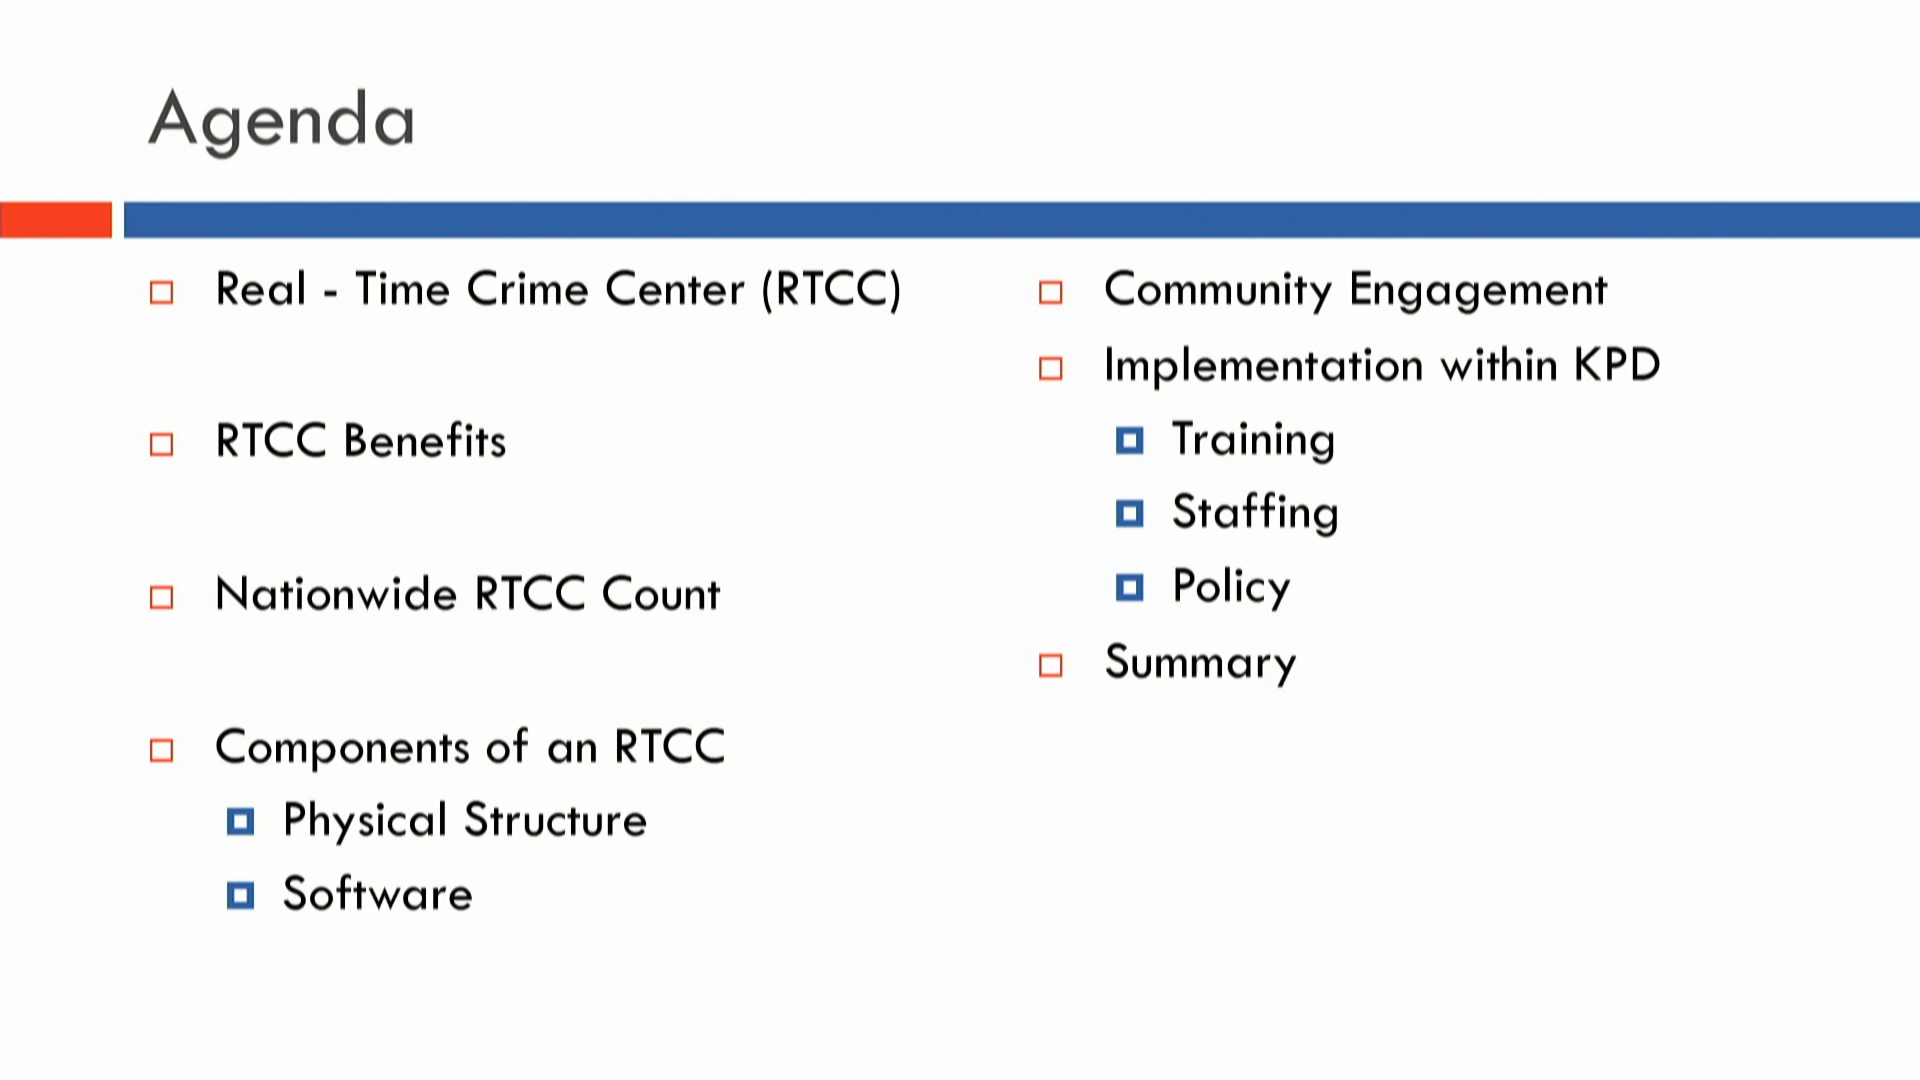 Agenda
Real - Time Crime Center (RTCC)
RTCC Benefits
Nationwide RTCC Count
Components of an RTCC
Physical Structure
Software
Community Engagement
Implementation within KPD
Training
Staffing
Policy
Summary